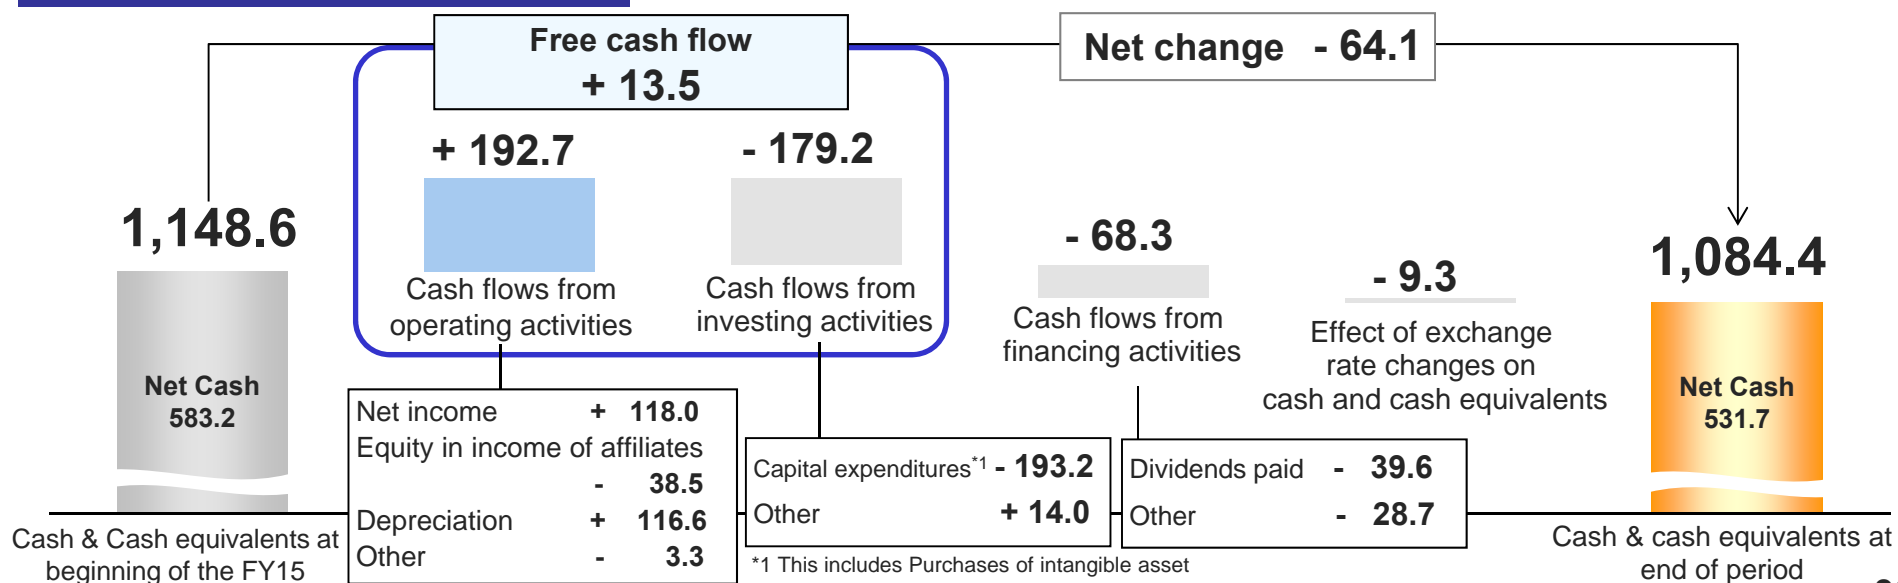 Free cash flow
+ 13.5
Net change - 64.1
+ 192.7
- 179.2
1,148.6
- 68.3
- 9.3
1,084.4
Cash flows from
operating activities
Cash flows from
investing activities
Cash flows from
financing activities
Effect of exchange
rate changes on
cash and cash equivalents
Net Cash
583.2
Net Cash
531.7
Net income + 118.0
Equity in income of affiliates
- 38.5
Depreciation + 116.6
Other - 3.3
Capital expenditures*1 - 193.2
Other + 14.0
Dividends paid - 39.6
Other - 28.7
Cash & Cash equivalents at
beginning of the FY15
*1 This includes Purchases of intangible asset
Cash & cash equivalents at
end of period